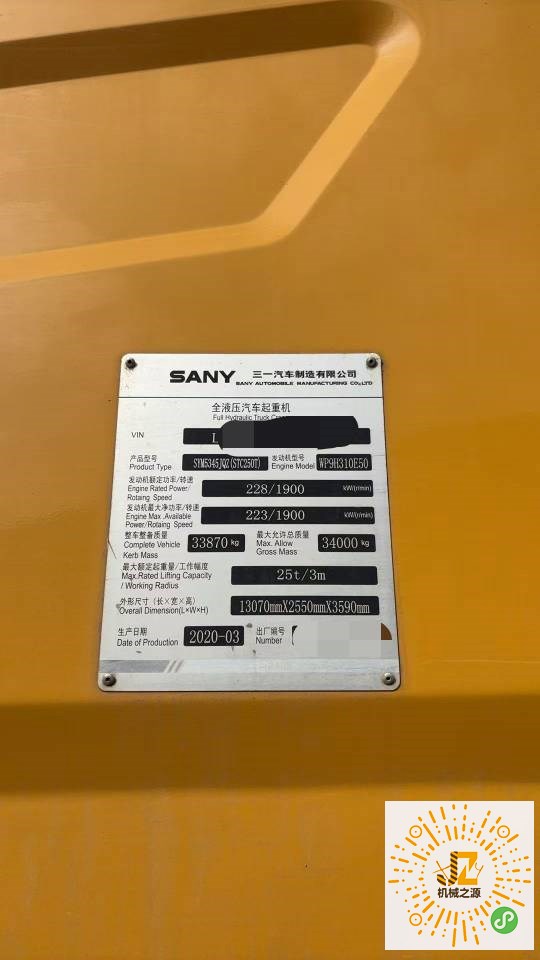 SANY 三一汽车制造有限公司
SANY AUTOMOBILE MANUFACTURING CO.,LTD
全液压汽车起重机
Full Hydraulic Truck
VIN L
产品型号 SYM5345JQZ(STC250T) 发动机型号 WP9H310E50
Product Type Engine Model
发动机额定功率/转速
Engine Rated Power/ 228/1900 kW/(r/min)
Rotaing Speed
发动机最大净功率/转速
Engine Max .Available 223/1900 kW/(r/min)
Power/Rotaing Speed
整车整备质量 最大允许总质量
Complete Vehicle 33870 kg Max. Allow 34000 kg
Kerb Mass Gross Mass
最大额定起重量/工作幅度
Max.Rated Lifting Capacity 25t/3m
/ Working Radius
外形尺寸 (长×宽×高)
Overall Dimension(L×W×H) 13070mmX2550mmX3590mm
生产日期 2020-03 出厂编号
Date of Production Number
JZ
机械之源